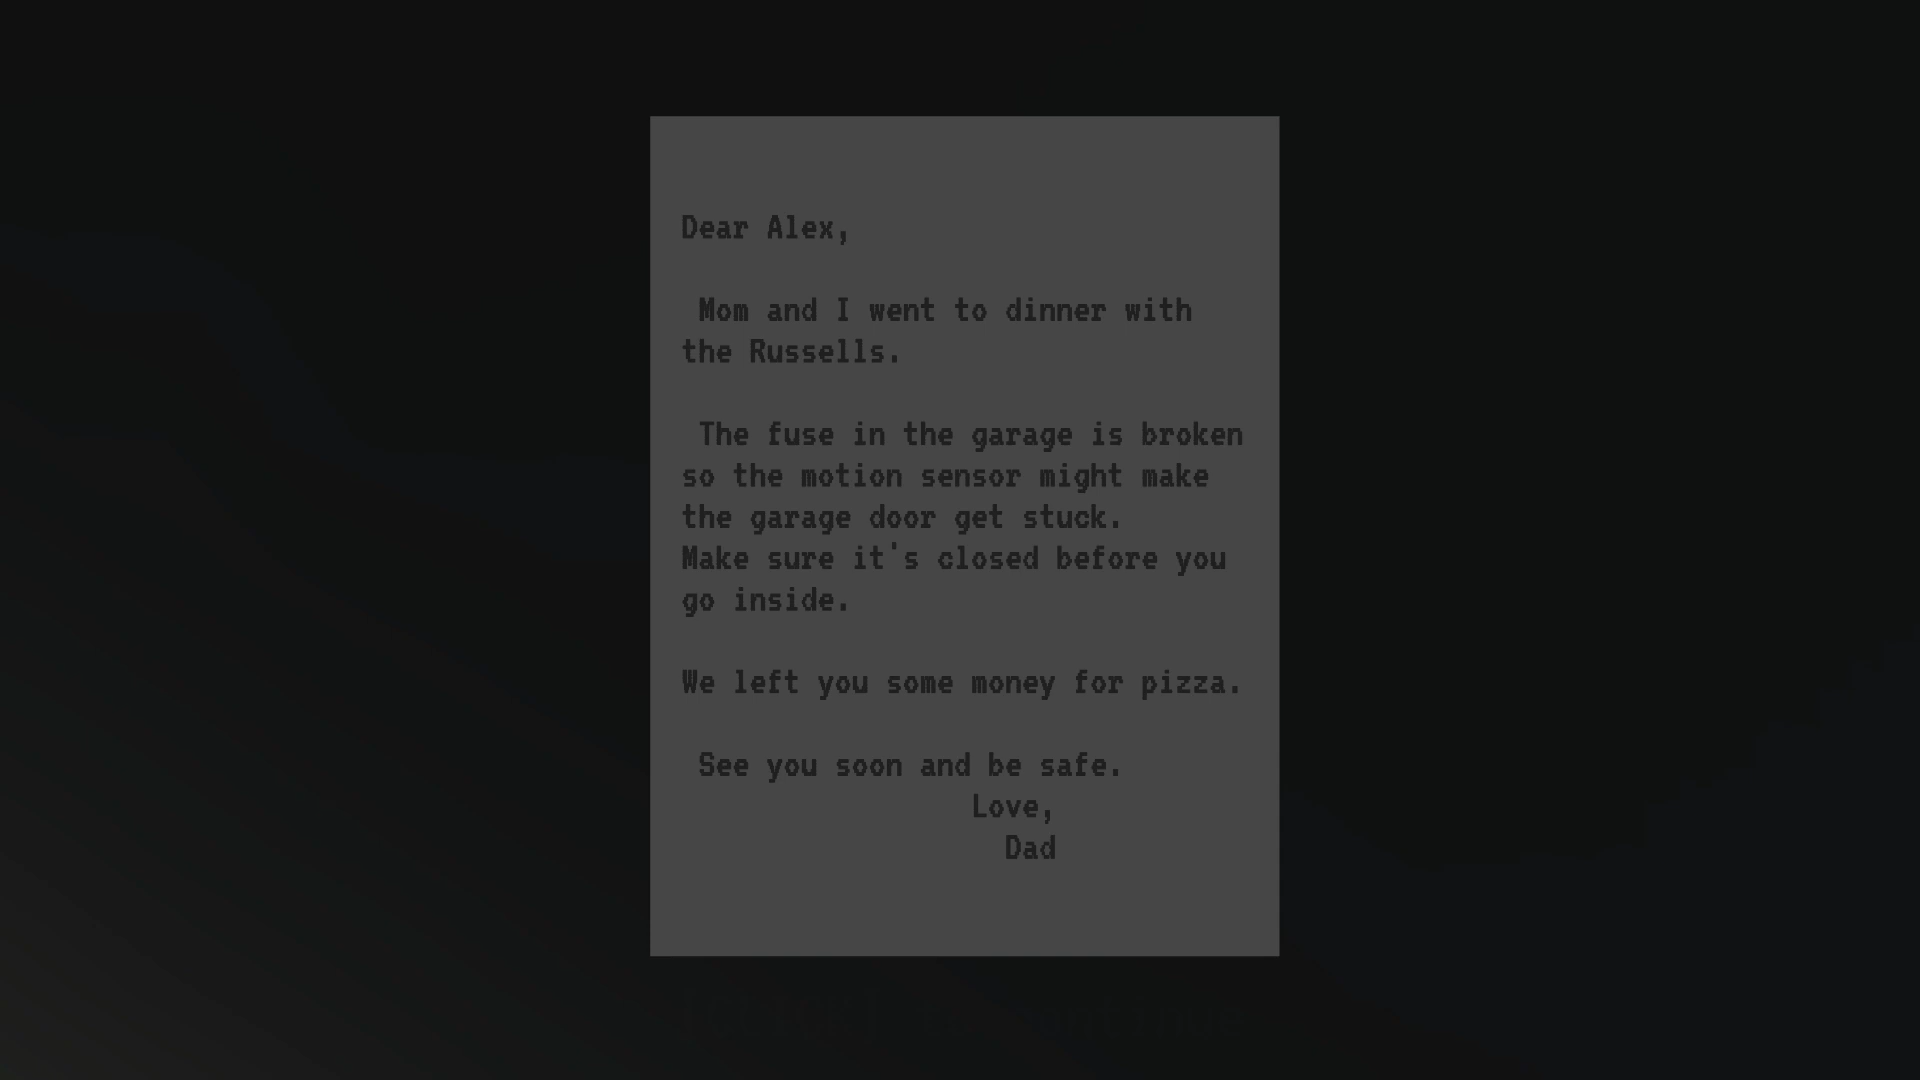 Dear Alex,
Mom and I went to dinner with
the Russells.
The fuse in the garage is broken
so the motion sensor might make
the garage door get stuck.
Make sure it's closed before you
go inside.
We left you some money for pizza.
See you soon and be safe.
Love,
Dad